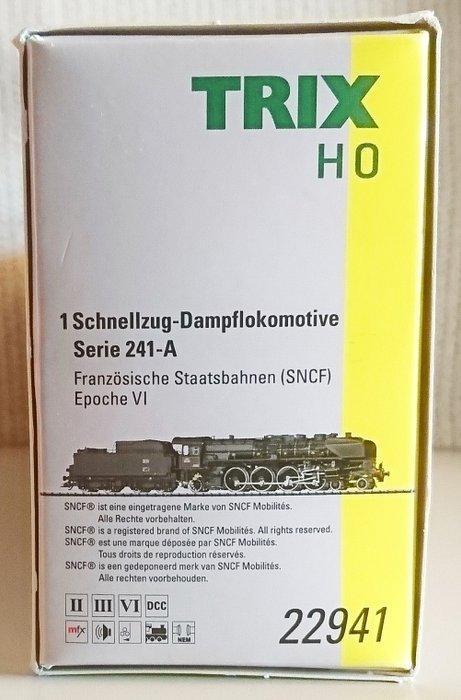 TRIX
H0
1 Schnellzug-Dampflokomotive
Serie 241-A
Französische Staatsbahnen (SNCF)
Epoche VI
SNCF® ist eine eingetragene Marke von SNCF Mobilités.
Alle Rechte vorbehalten.
SNCF® is a registered brand of SNCF Mobilités. All rights reserved.
SNCF® est une marque déposée par SNCF Mobilités.
Tous droits de reproduction réservés.
SNCF® is een gedeponeerd merk van SNCF Mobilités.
Alle rechten voorbehouden.
II III VI DCC
mfx NEM
22941